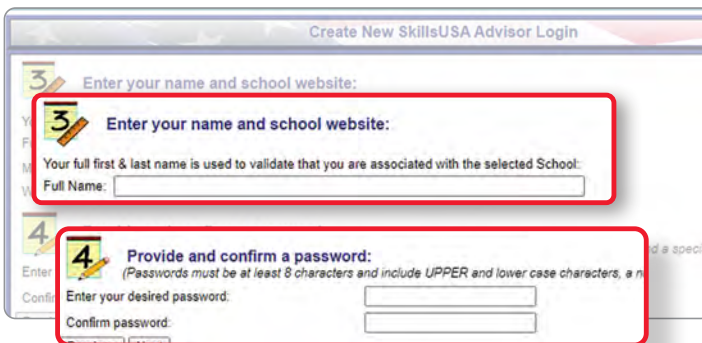 Create New SkillsUSA Advisor Login
3 Enter your name and school website:
3 Enter your name and school website:
Your full first & last name is used to validate that you are associated with the selected School:
Full Name:
4
4 Provide and confirm a password:
(Passwords must be at least 8 characters and include UPPER and lower case characters, a
Enter
Enter your desired password:
Confirm password: